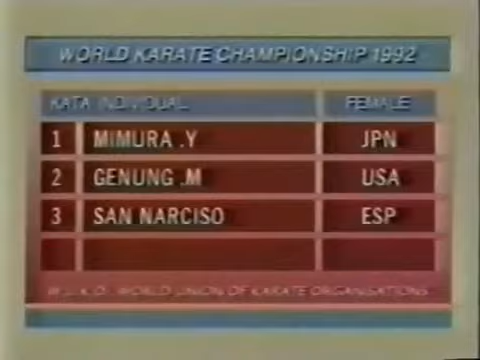 WORLD KARATE CHAMPIONSHIP 1992
KATA INDIVIDUAL FEMALE
1 MIMURA .Y JPN
2 GENUNG .M USA
3 SAN NARCISO ESP
W.U.K.O. WORLD UNION OF KARATE ORGANISATIONS